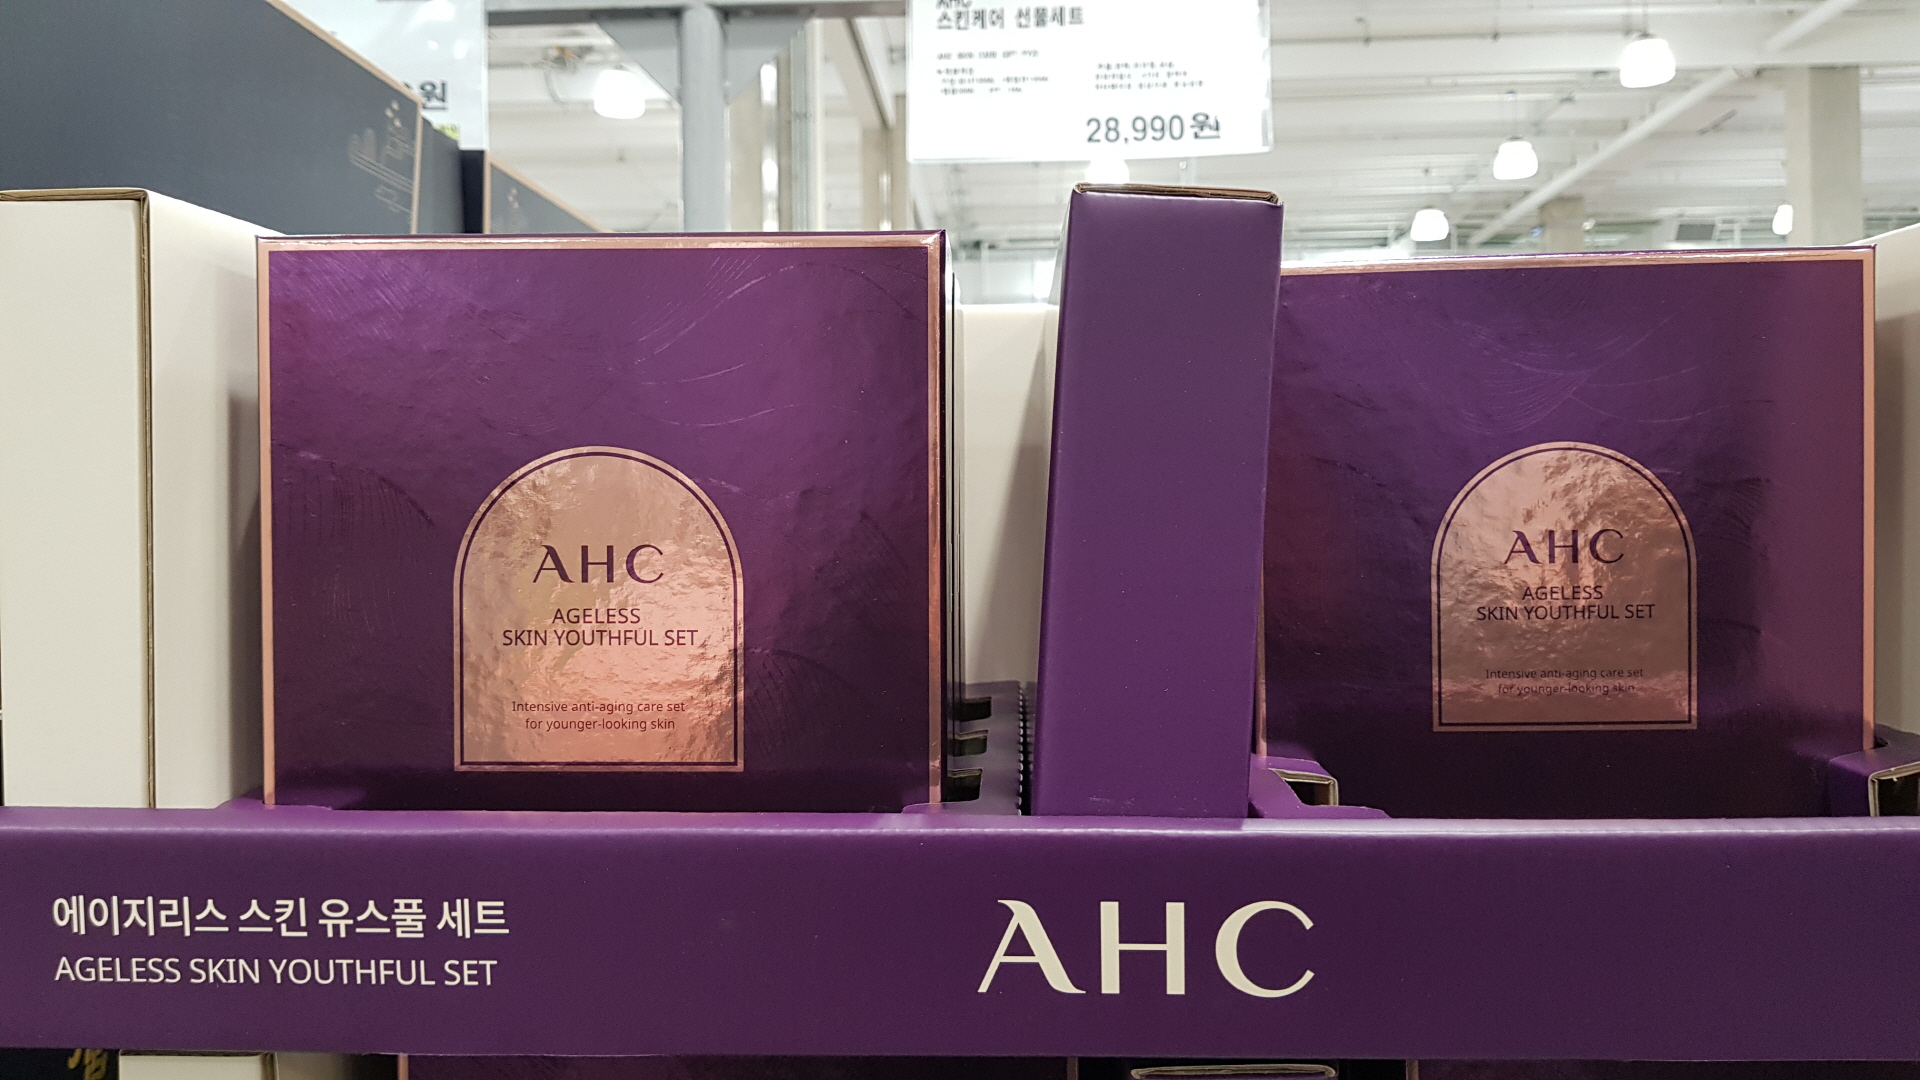 원
AHC
스킨케어 선물세트
28,990원
AHC
AGELESS
SKIN YOUTHFUL SET
Intensive anti-aging care set
for younger-looking skin
AHC
AGELESS
SKIN YOUTHFUL SET
Intensive anti-aging care set
for younger-looking skin
에이지리스 스킨 유스풀 세트
AGELESS SKIN YOUTHFUL SET
AHC